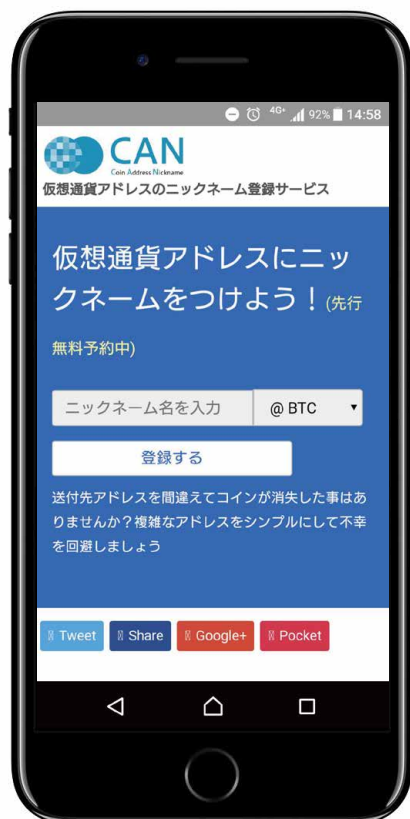 4G+ 92% 14:58
CAN
Coin Address Nickname
仮想通貨アドレスのニックネーム登録サービス
仮想通貨アドレスにニッ
クネームをつけよう！(先行
無料予約中)
ニックネーム名を入力 @ BTC
登録する
送付先アドレスを間違えてコインが消失した事はあ
りませんか？複雑なアドレスをシンプルにして不幸
を回避しましょう
Tweet Share Google+ Pocket